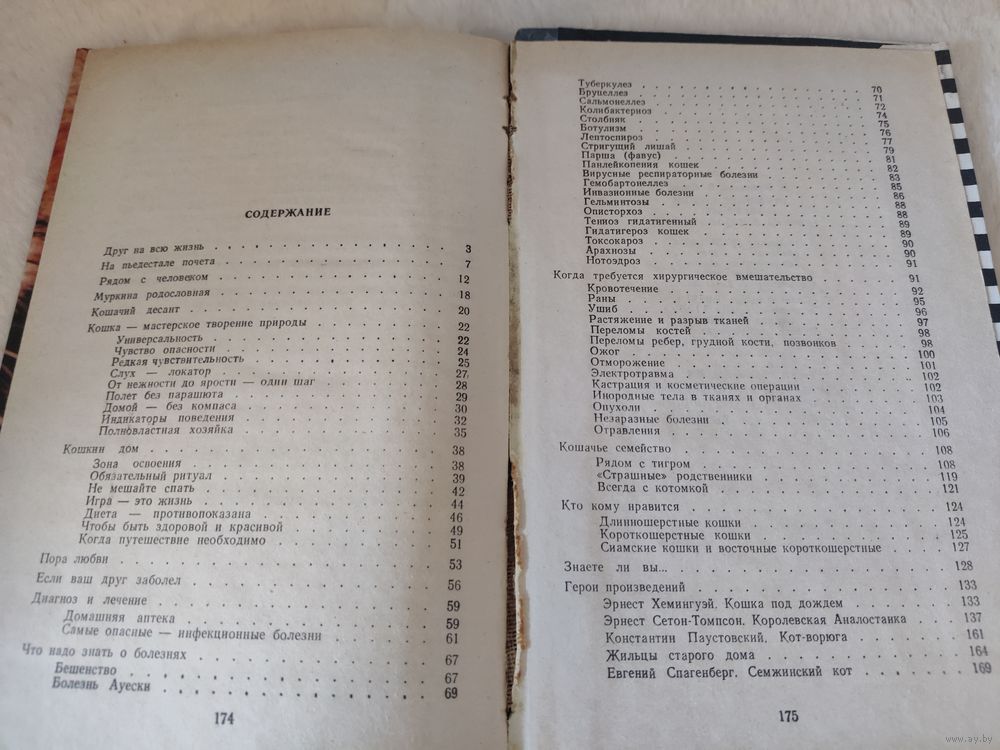 СОДЕРЖАНИЕ
Друг на всю жизнь 3
На пьедестале почета 7
Рядом с человеком 12
Муркина родословная 18
Кошачий десант 20
Кошка — мастерское творение природы 22
Универсальность 22
Чувство опасности 24
Редкая чувствительность 25
Слух — локатор 27
От нежности до ярости — один шаг 28
Полет без парашюта 29
Домой — без компаса 30
Индикаторы поведения 32
Полновластная хозяйка 35
Кошкин дом 38
Зона освоения 38
Обязательный ритуал 39
Не мешайте спать 42
Игра — это жизнь 44
Диета — противопоказана 46
Чтобы быть здоровой и красивой 49
Когда путешествие необходимо 51
Пора любви 53
Если ваш друг заболел 56
Диагноз и лечение 59
Домашняя аптека 59
Самые опасные — инфекционные болезни 61
Что надо знать о болезнях 67
Бешенство 67
Болезнь Ауески 69
174
Туберкулез 70
Бруцеллез 71
Сальмонеллез 72
Колибактериоз 74
Столбняк 75
Ботулизм 76
Лептоспироз 77
Стригущий лишай 79
Парша (фавус) 81
Панлейкопения кошек 82
Вирусные респираторные болезни 83
Гемобартонеллез 85
Инвазионные болезни 86
Гельминтозы 88
Описторхоз 88
Тениоз гидатигенный 89
Гидатигероз кошек 89
Токсокароз 90
Арахнозы 90
Нотоэдроз 91
Когда требуется хирургическое вмешательство 91
Кровотечение 92
Раны 95
Ушиб 96
Растяжение и разрыв тканей 97
Переломы костей 98
Переломы ребер, грудной кости, позвонков 98
Ожог 100
Отморожение 101
Электротравма 102
Кастрация и косметические операции 102
Инородные тела в тканях и органах 103
Опухоли 104
Незаразные болезни 105
Отравления 106
Кошачье семейство 108
Рядом с тигром 108
«Страшные» родственники 119
Всегда с котомкой 121
Кто кому нравится 124
Длинношерстные кошки 124
Короткошерстные кошки 125
Сиамские кошки и восточные короткошерстные 127
Знаете ли вы... 128
Герои произведений 133
Эрнест Хемингуэй. Кошка под дождем 133
Эрнест Сетон-Томпсон. Королевская Аналостанка 137
Константин Паустовский. Кот-ворюга 161
Жильцы старого дома 164
Евгений Спагенберг. Семжинский кот 169
175
www.ay.by